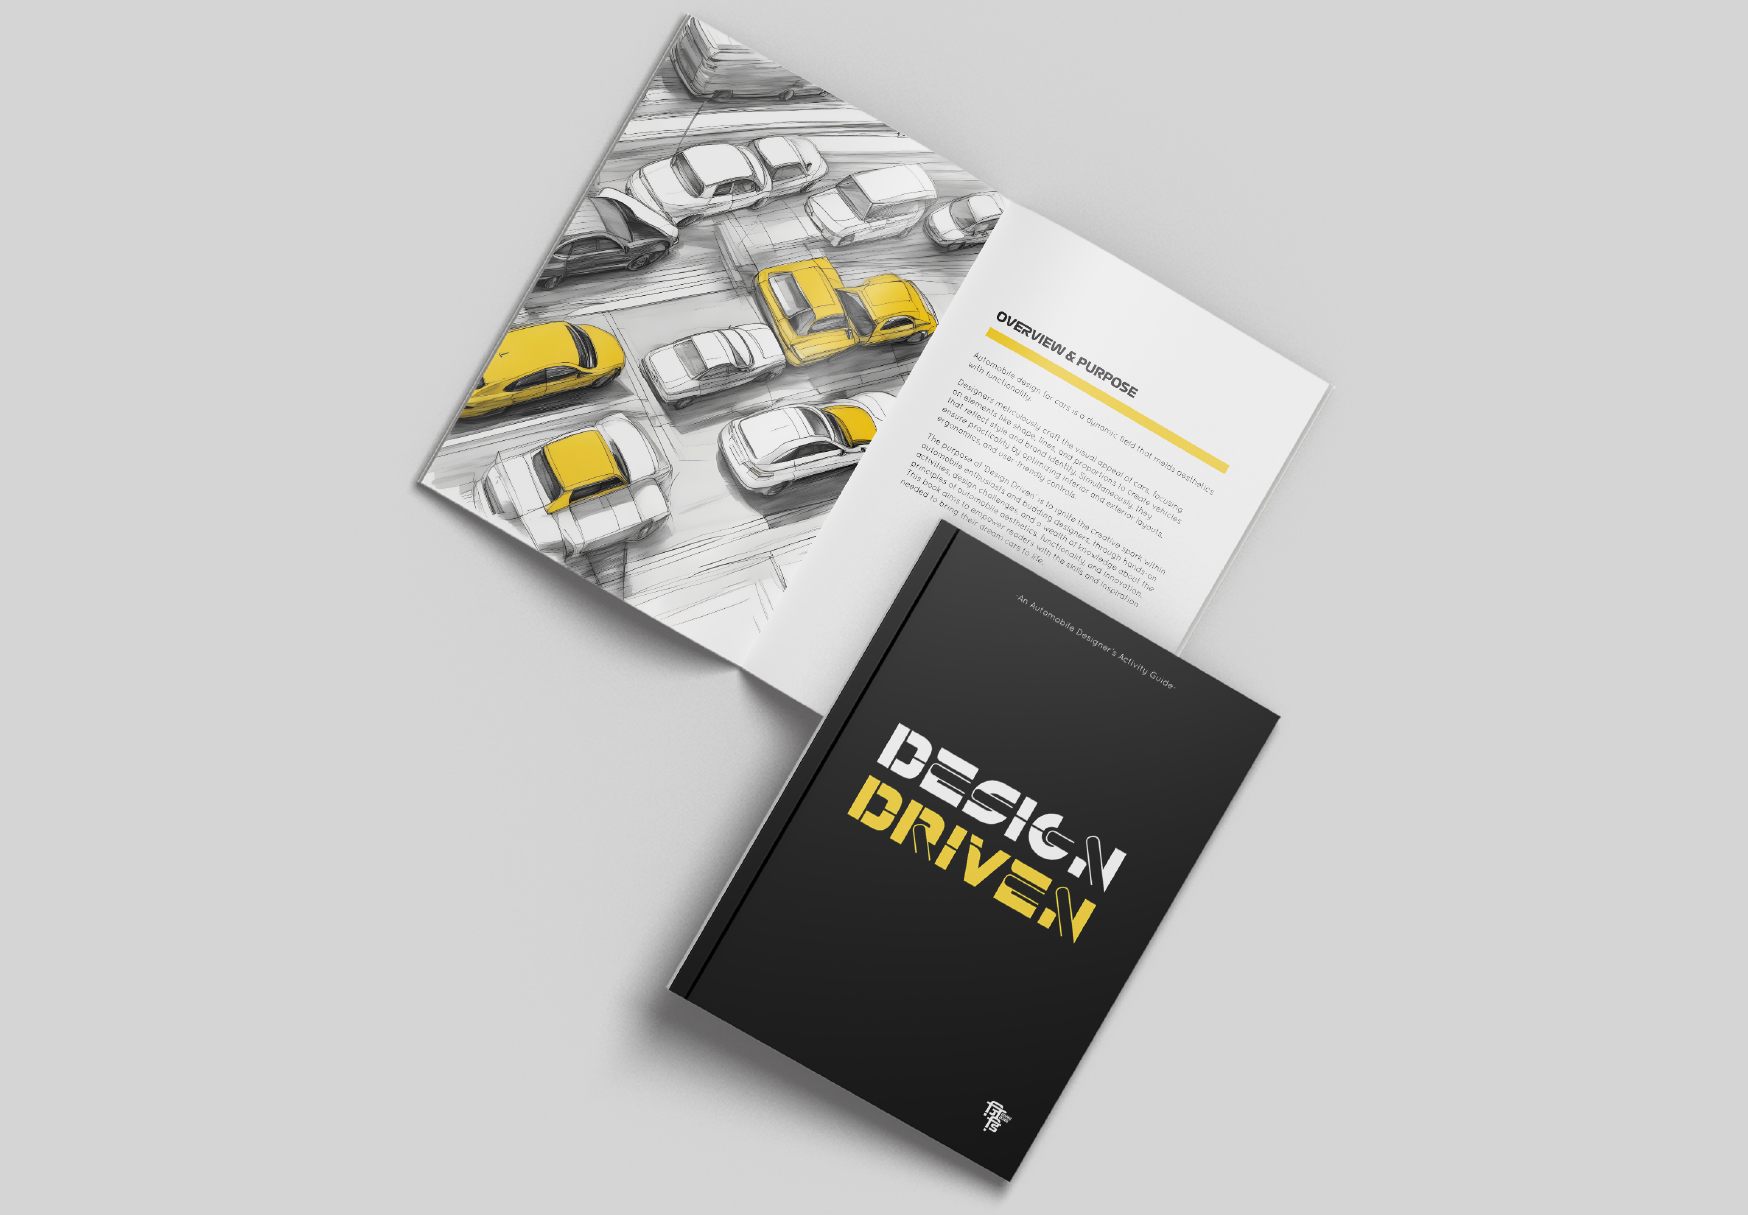 OVERVIEW & PURPOSE
Automobile design for cars is a dynamic field that melds aesthetics
with functionality.
Designers meticulously craft the visual appeal of cars, focusing
on elements like shape, lines, and proportions to create vehicles
that reflect style and brand identity. Simultaneously, they
ensure practicality by optimizing interior and exterior layouts,
ergonomics, and user-friendly controls.
The purpose of 'Design Driven' is to ignite the creative spark within
automobile enthusiasts and budding designers, through hands-on
activities, design challenges, and a wealth of knowledge about the
principles of automobile aesthetics, functionality, and innovation.
This book aims to empower readers with the skills and inspiration
needed to bring their dream cars to life.
·An Automobile Designer's Activity Guide·
DESIGN
DRIVEN